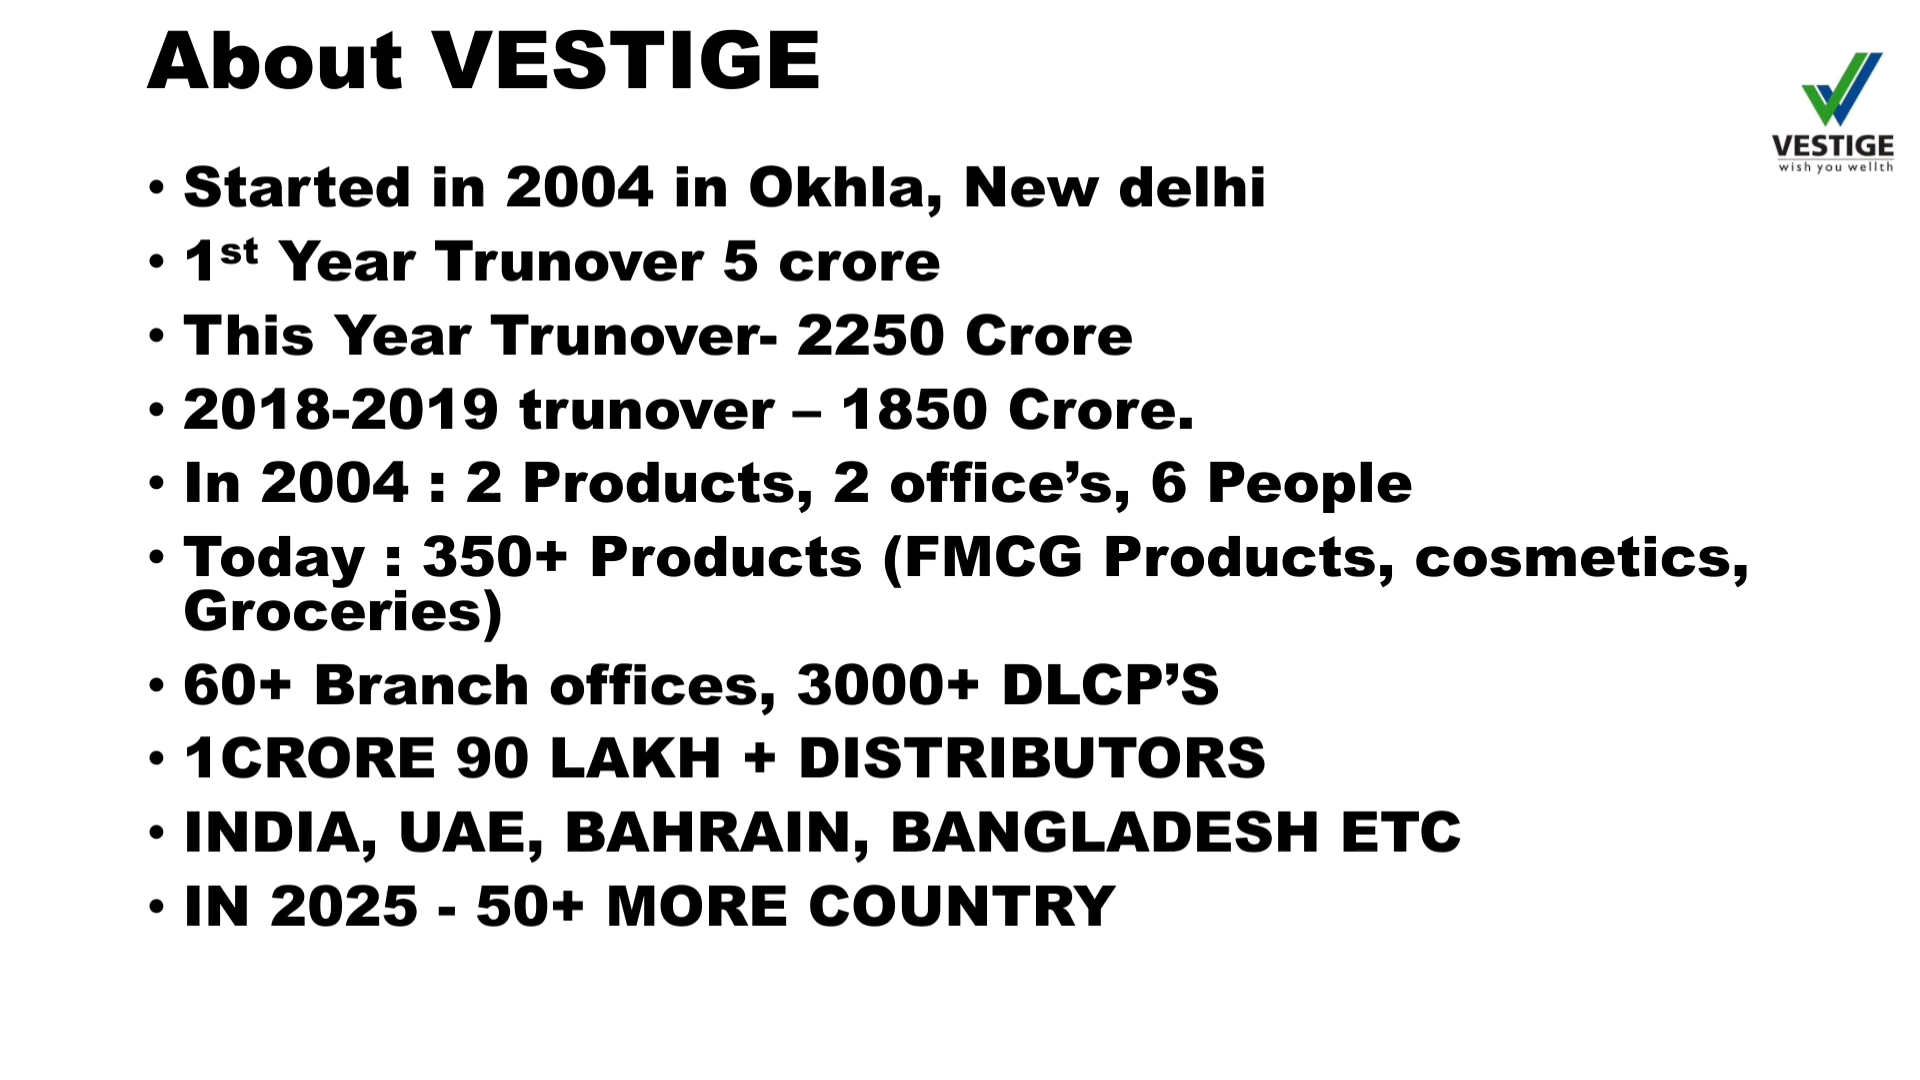 About VESTIGE
VESTIGE
wish you wellth
• Started in 2004 in Okhla, New delhi
• 1st Year Trunover 5 crore
• This Year Trunover- 2250 Crore
• 2018-2019 trunover – 1850 Crore.
• In 2004 : 2 Products, 2 office’s, 6 People
• Today : 350+ Products (FMCG Products, cosmetics,
Groceries)
• 60+ Branch offices, 3000+ DLCP’S
• 1CRORE 90 LAKH + DISTRIBUTORS
• INDIA, UAE, BAHRAIN, BANGLADESH ETC
• IN 2025 - 50+ MORE COUNTRY